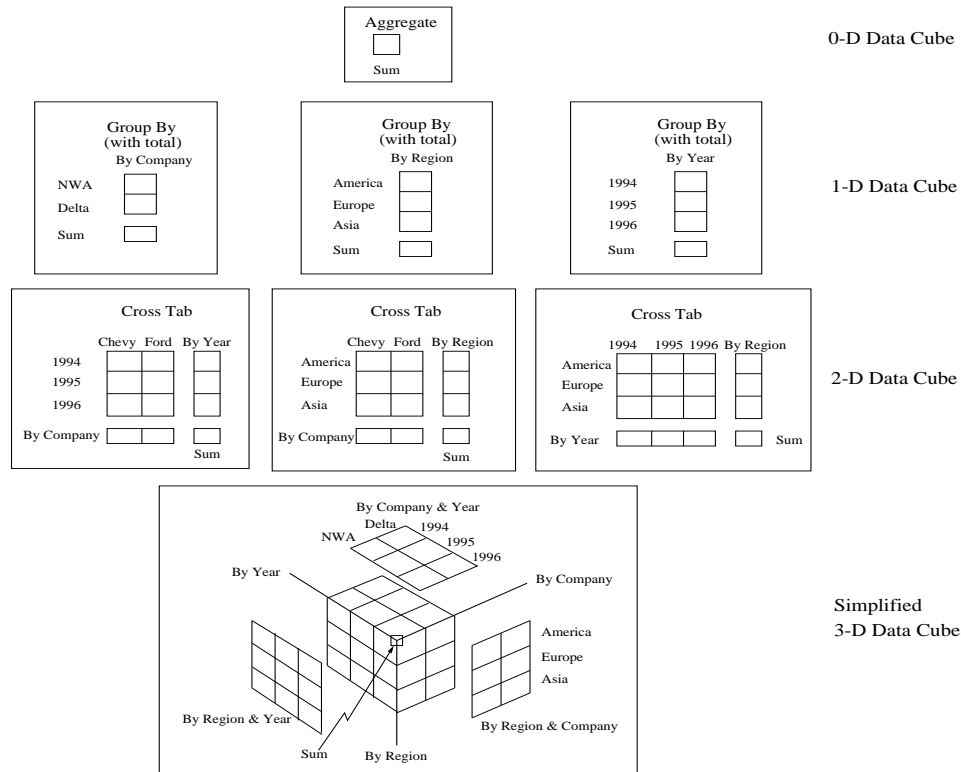 Aggregate
Sum
0-D Data Cube
Group By
(with total)
By Company
NWA
Delta
Sum
Group By
(with total)
By Region
America
Europe
Asia
Sum
Group By
(with total)
By Year
1994
1995
1996
Sum
1-D Data Cube
Cross Tab
Chevy Ford By Year
1994
1995
1996
By Company
Sum
Cross Tab
Chevy Ford By Region
America
Europe
Asia
By Company
Sum
Cross Tab
1994 1995 1996 By Region
America
Europe
Asia
By Year Sum
2-D Data Cube
By Company & Year
Delta 1994
NWA 1995
1996
By Year
By Company
America
Europe
Asia
By Region & Year
By Region & Company
Sum
By Region
Simplified
3-D Data Cube